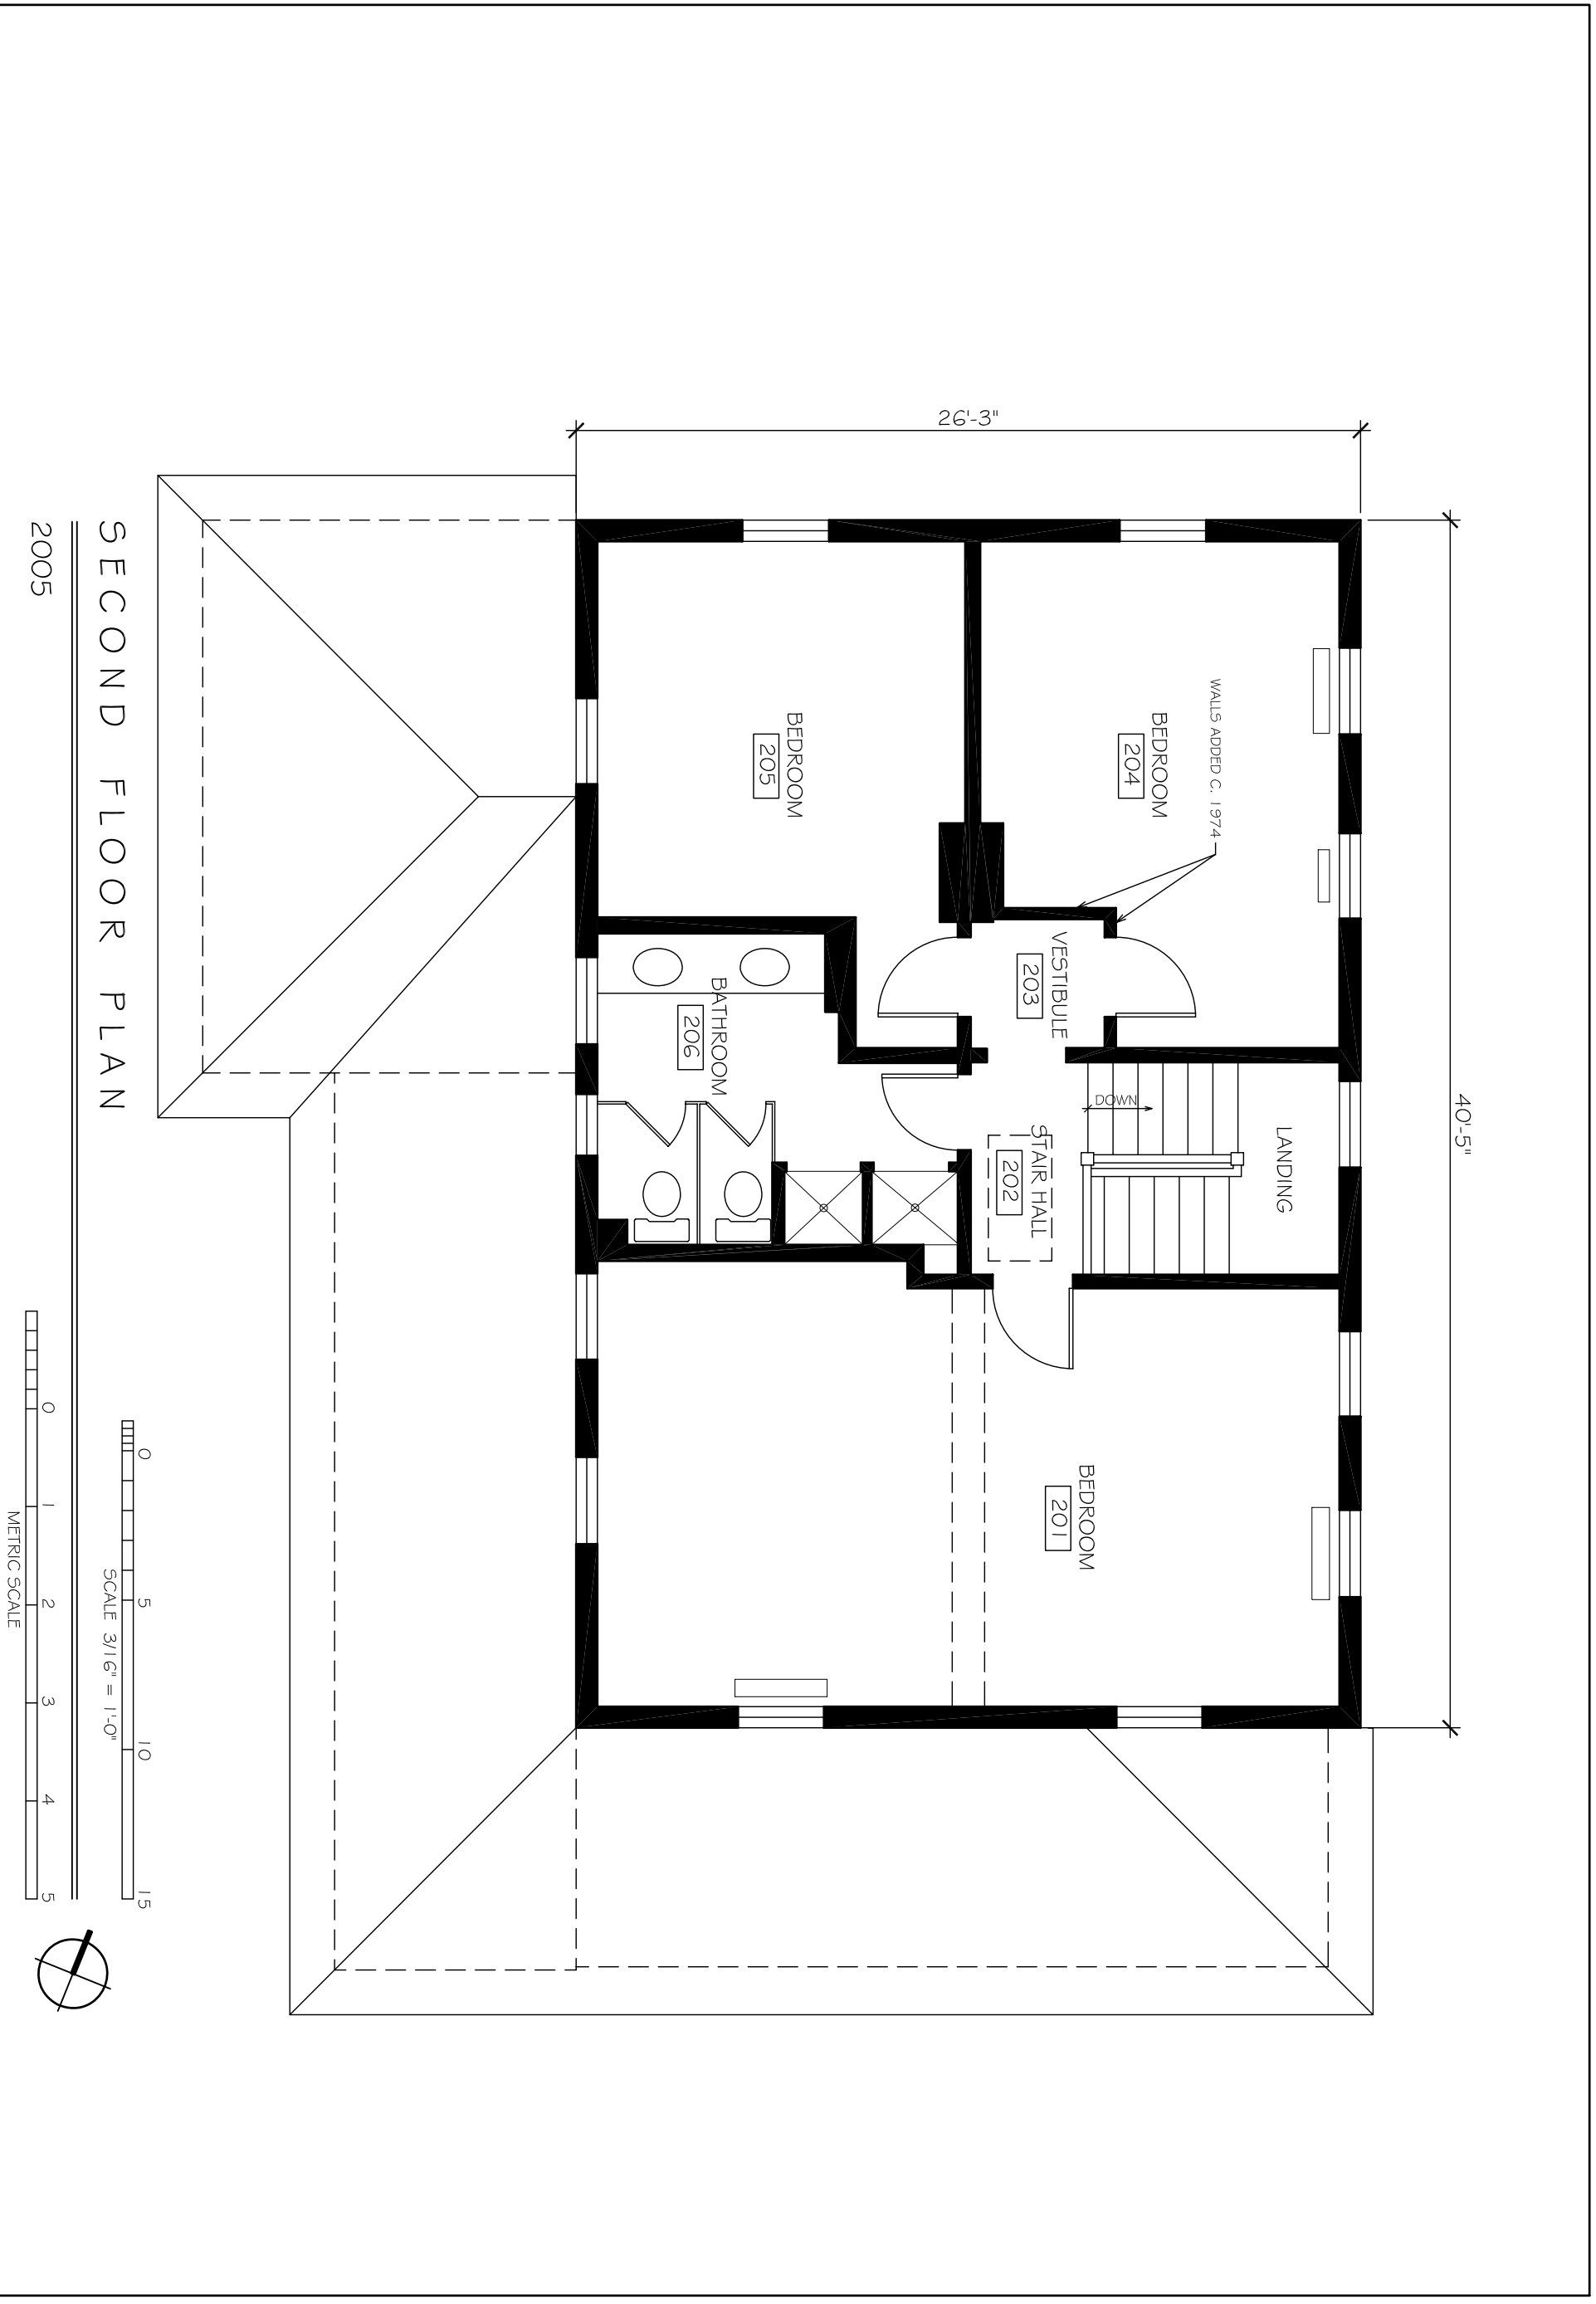 40'-5"
26'-3"
LANDING
WALLS ADDED C. 1974
BEDROOM
204
DOWN
BEDROOM
201
VESTIBULE
203
STAIR HALL
202
BEDROOM
205
BATHROOM
206
SECOND FLOOR PLAN
2005
0 5 10 15
SCALE 3/16" = 1'-0"
0 1 2 3 4 5
METRIC SCALE